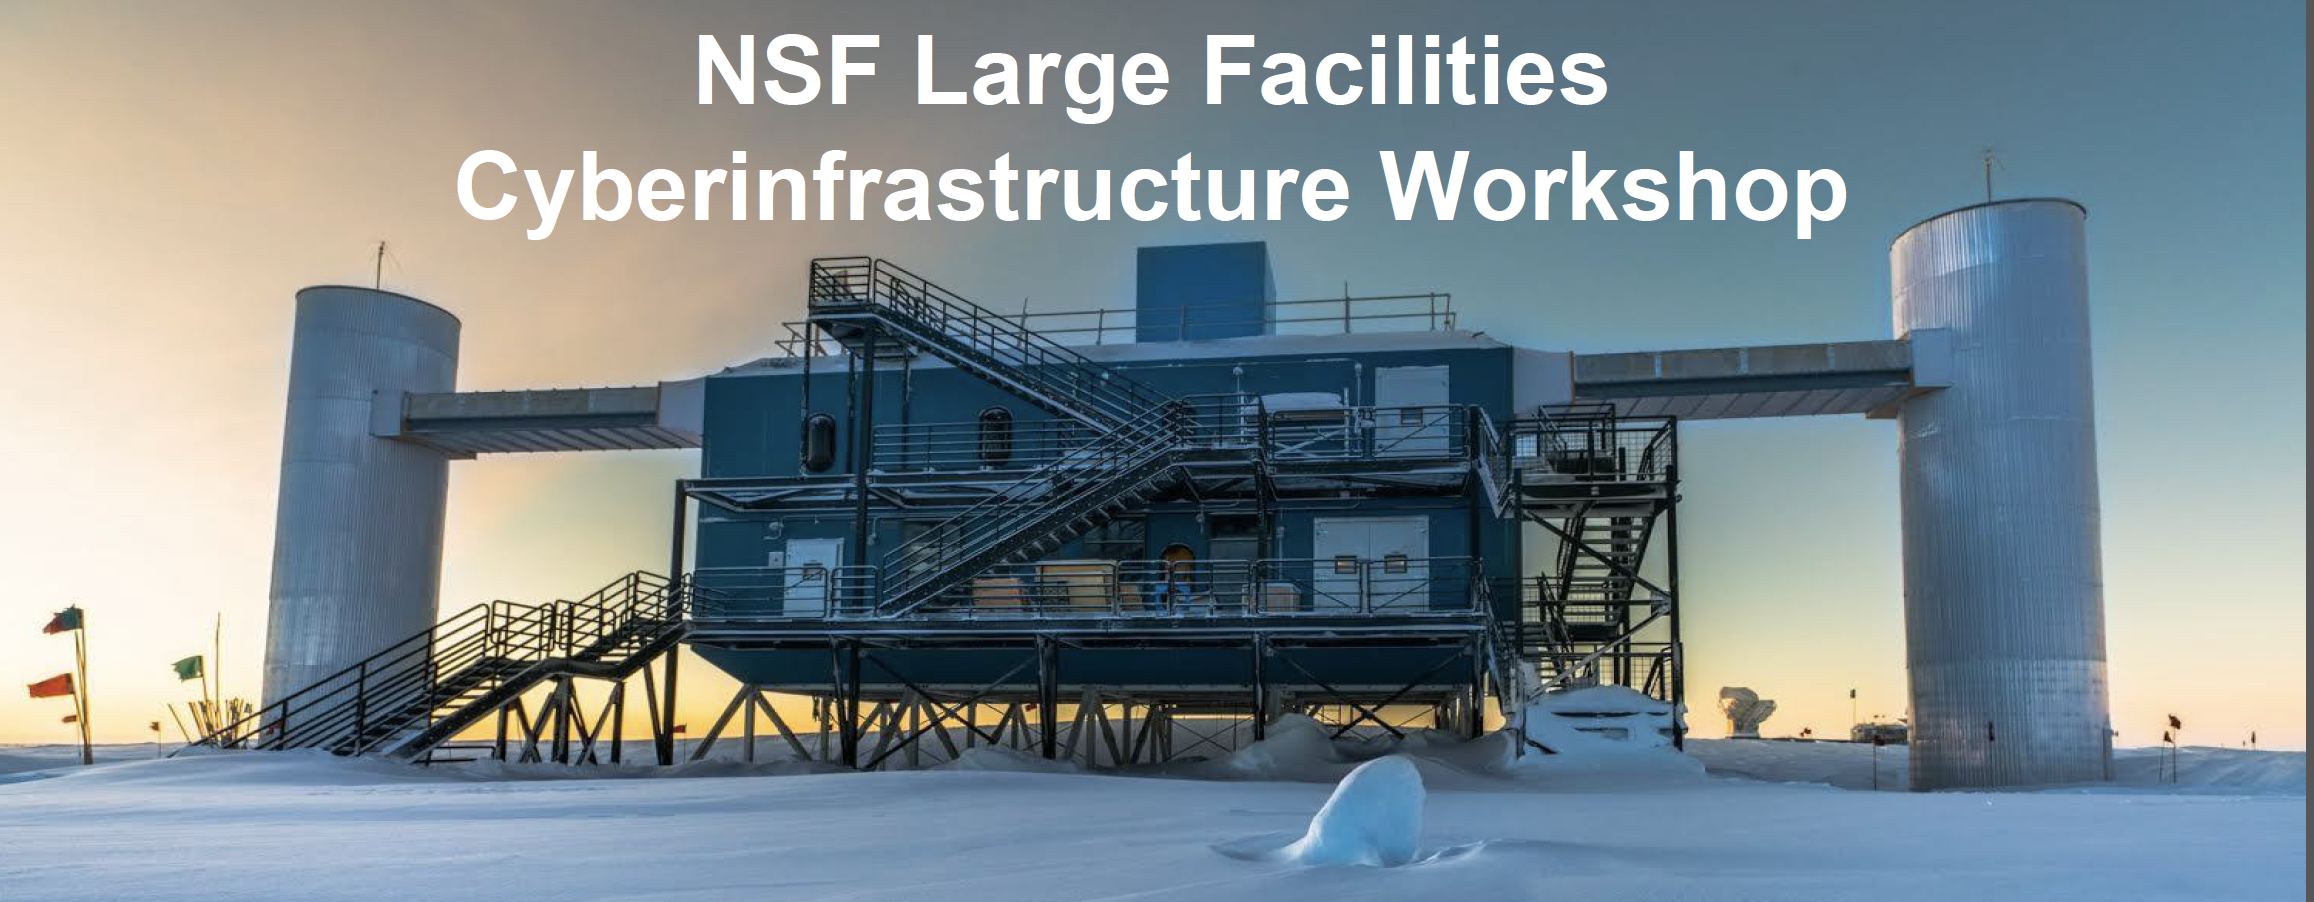 NSF Large Facilities
Cyberinfrastructure Workshop